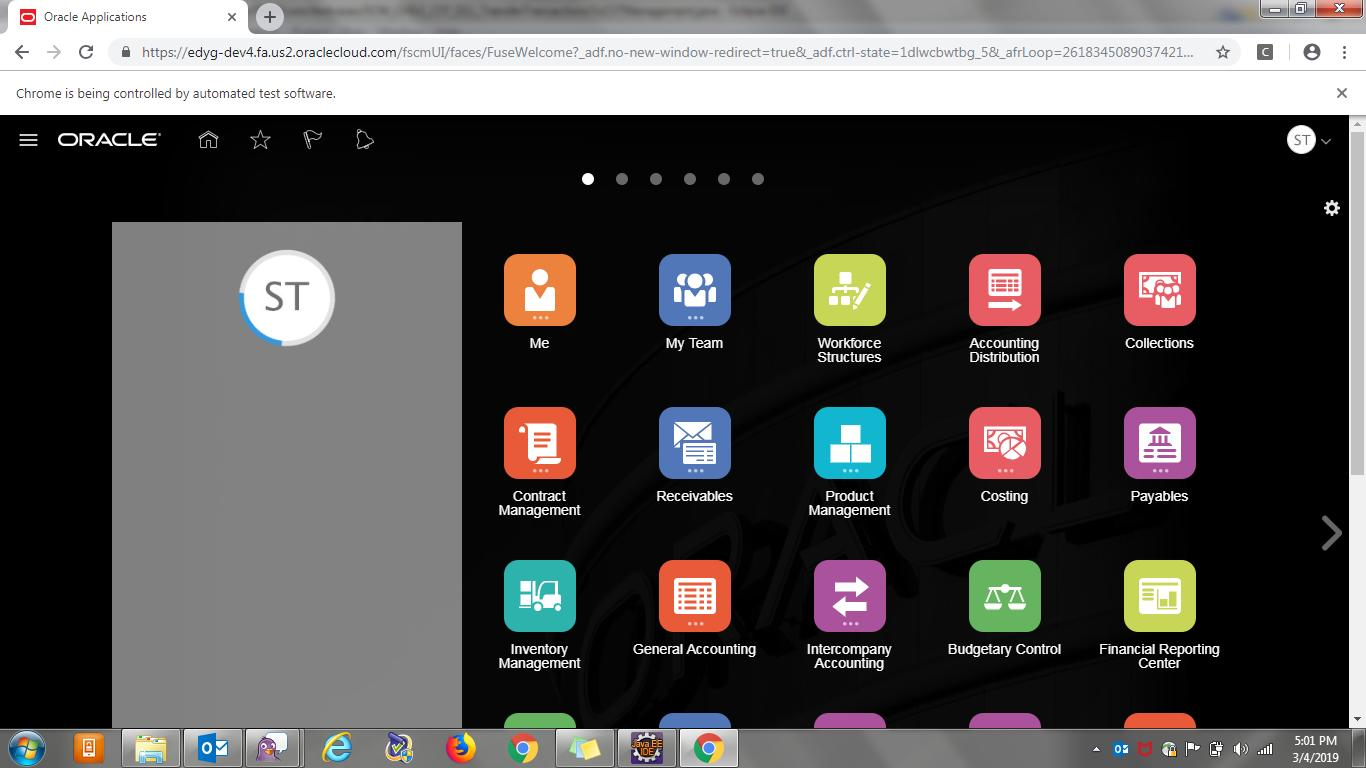 Oracle Applications
https://edyg-dev4.fa.us2.oraclecloud.com/fscmUI/faces/FuseWelcome?_adf.no-new-window-redirect=true&_adf.ctrl-state=1dlwcbwtbg_5&_afrLoop=2618345089037421...
C
Chrome is being controlled by automated test software.
ORACLE
ST
ST
Me
My Team
Workforce
Structures
Accounting
Distribution
Collections
Contract
Management
Receivables
Product
Management
Costing
Payables
Inventory
Management
General Accounting
Intercompany
Accounting
Budgetary Control
Financial Reporting
Center
Java EE
IDE
5:01 PM
3/4/2019